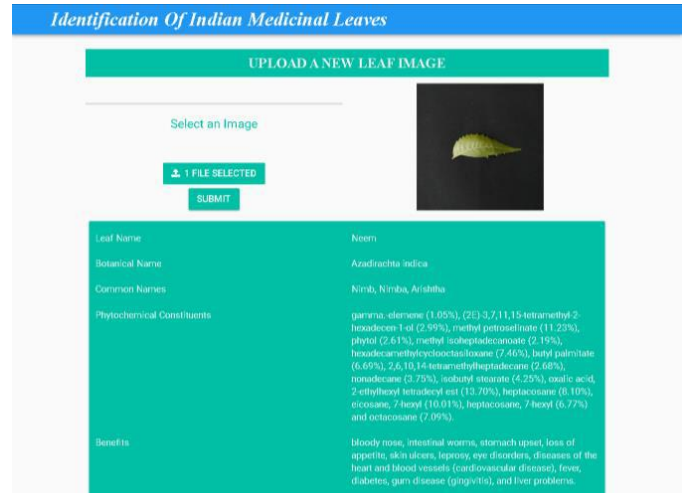 Identification Of Indian Medicinal Leaves
UPLOAD A NEW LEAF IMAGE
Select an Image
1 FILE SELECTED
SUBMIT
Leaf Name Neem
Botanical Name Azadirachta indica
Common Names Nimb, Nimba, Arishtha
Phytochemical Constituents gamma.-elemene (1.05%), (2E)-3,7,11,15-tetramethyl-2-
hexadecen-1-ol (2.99%), methyl petroselinate (11.23%),
phytol (2.61%), methyl isoheptadecanoate (2.19%),
hexadecamethylcyclooctasiloxane (7.46%), butyl palmitate
(6.69%), 2,6,10,14-tetramethylheptadecane (2.68%),
nonadecane (3.75%), isobutyl stearate (4.25%), oxalic acid,
2-ethylhexyl tetradecyl est (13.70%), heptacosane (8.10%),
eicosane, 7-hexyl (10.01%), heptacosane, 7-hexyl (6.77%)
and octacosane (7.09%).
Benefits bloody nose, intestinal worms, stomach upset, loss of
appetite, skin ulcers, leprosy, eye disorders, diseases of the
heart and blood vessels (cardiovascular disease), fever,
diabetes, gum disease (gingivitis), and liver problems.